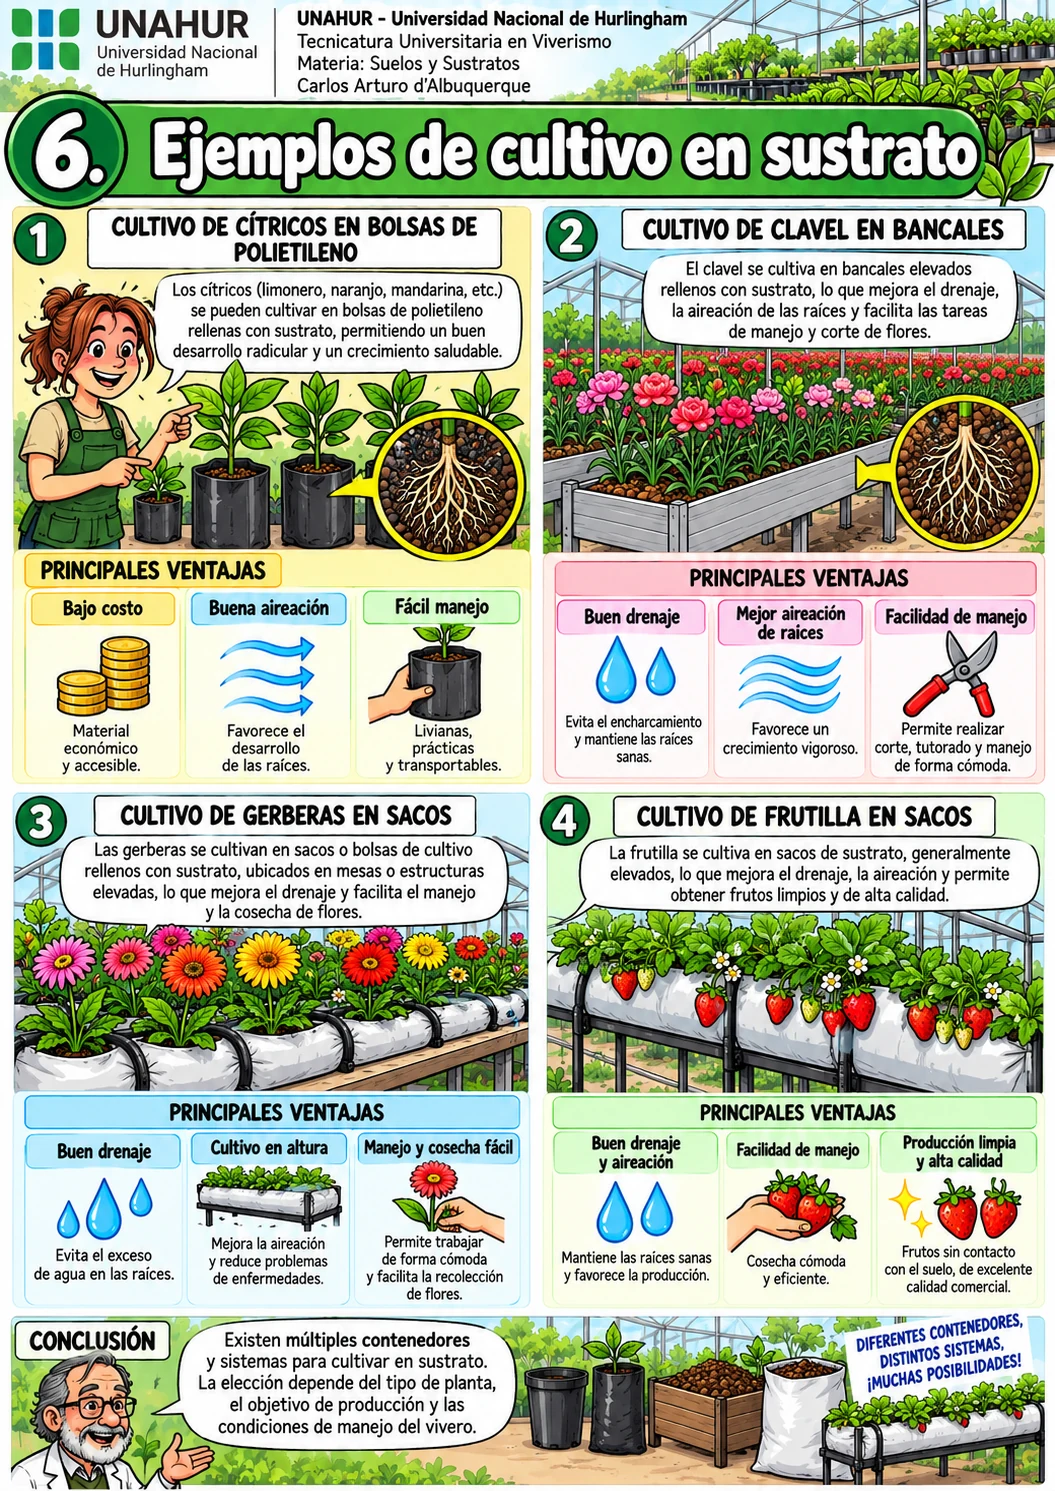 UNAHUR
Universidad Nacional
de Hurlingham
UNAHUR - Universidad Nacional de Hurlingham
Tecnicatura Universitaria en Viverismo
Materia: Suelos y Sustratos
Carlos Arturo d'Albuquerque
6. Ejemplos de cultivo en sustrato
1
CULTIVO DE CÍTRICOS EN BOLSAS DE
POLIETILENO
Los cítricos (limonero, naranjo, mandarina, etc.)
se pueden cultivar en bolsas de polietileno
rellenas con sustrato, permitiendo un buen
desarrollo radicular y un crecimiento saludable.
PRINCIPALES VENTAJAS
Bajo costo
Material
económico
y accesible.
Buena aireación
Favorece el
desarrollo
de las raíces.
Fácil manejo
Livianas,
prácticas
y transportables.
2
CULTIVO DE CLAVEL EN BANCALES
El clavel se cultiva en bancales elevados
rellenos con sustrato, lo que mejora el drenaje,
la aireación de las raíces y facilita las tareas
de manejo y corte de flores.
PRINCIPALES VENTAJAS
Buen drenaje
Evita el encharcamiento
y mantiene las raíces
sanas.
Mejor aireación
de raices
Favorece un
crecimiento vigoroso.
Facilidad de manejo
Permite realizar
corte, tutorado y manejo
de forma cómoda.
3
CULTIVO DE GERBERAS EN SACOS
Las gerberas se cultivan en sacos o bolsas de cultivo
rellenos con sustrato, ubicados en mesas o estructuras
elevadas, lo que mejora el drenaje y facilita el manejo
y la cosecha de flores.
PRINCIPALES VENTAJAS
Buen drenaje
Evita el exceso
de agua en las raíces.
Cultivo en altura
Mejora la aireación
y reduce problemas
de enfermedades.
Manejo y cosecha fácil
Permite trabajar
de forma cómoda
y facilita la recolección
de flores.
4
CULTIVO DE FRUTILLA EN SACOS
La frutilla se cultiva en sacos de sustrato, generalmente
elevados, lo que mejora el drenaje, la aireación y permite
obtener frutos limpios y de alta calidad.
PRINCIPALES VENTAJAS
Buen drenaje
y aireación
Mantiene las raíces sanas
y favorece la producción.
Facilidad de manejo
Cosecha cómoda
y eficiente.
Producción limpia
y alta calidad
Frutos sin contacto
con el suelo, de excelente
calidad comercial.
CONCLUSIÓN
Existen múltiples contenedores
y sistemas para cultivar en sustrato.
La elección depende del tipo de planta,
el objetivo de producción y las
condiciones de manejo del vivero.
DIFERENTES CONTENEDORES,
DISTINTOS SISTEMAS,
¡MUCHAS POSIBILIDADES!